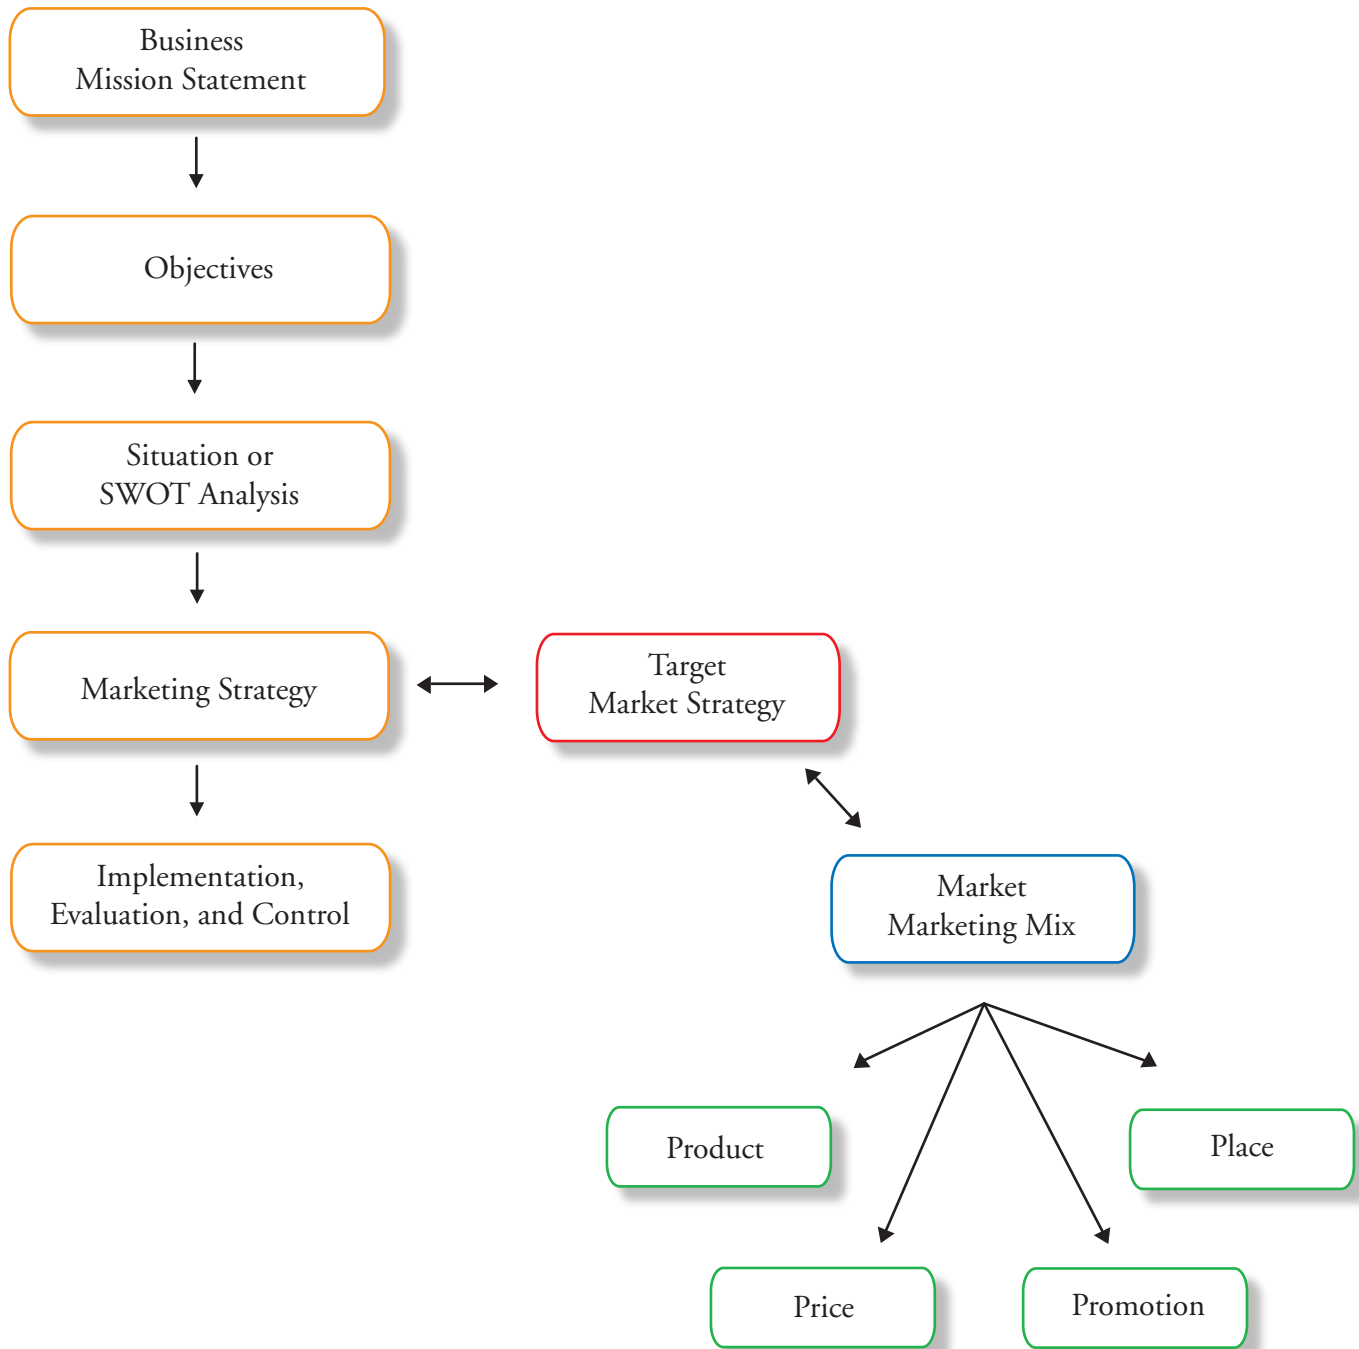 Business
Mission Statement
Objectives
Situation or
SWOT Analysis
Marketing Strategy
Target
Market Strategy
Implementation,
Evaluation, and Control
Market
Marketing Mix
Product
Place
Price
Promotion